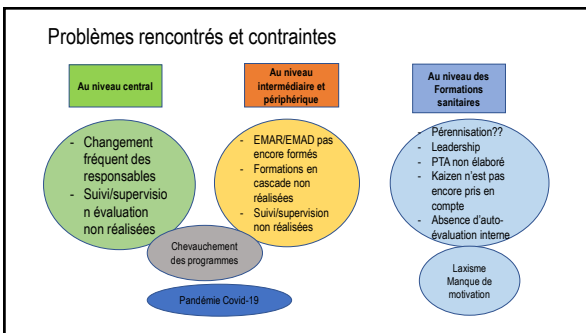 Problèmes rencontrés et contraintes
Au niveau central
Au niveau
intermédiaire et
périphérique
Au niveau des
Formations
sanitaires
- Changement
fréquent des
responsables
- Suivi/supervisio
n évaluation
non réalisées
- EMAR/EMAD pas
encore formés
- Formations en
cascade non
réalisées
- Suivi/supervision
non réalisées
- Pérennisation??
- Leadership
- PTA non élaboré
- Kaizen n'est pas
encore pris en
compte
- Absence d'auto-
évaluation interne
Chevauchement
des programmes
Pandémie Covid-19
Laxisme
Manque de
motivation